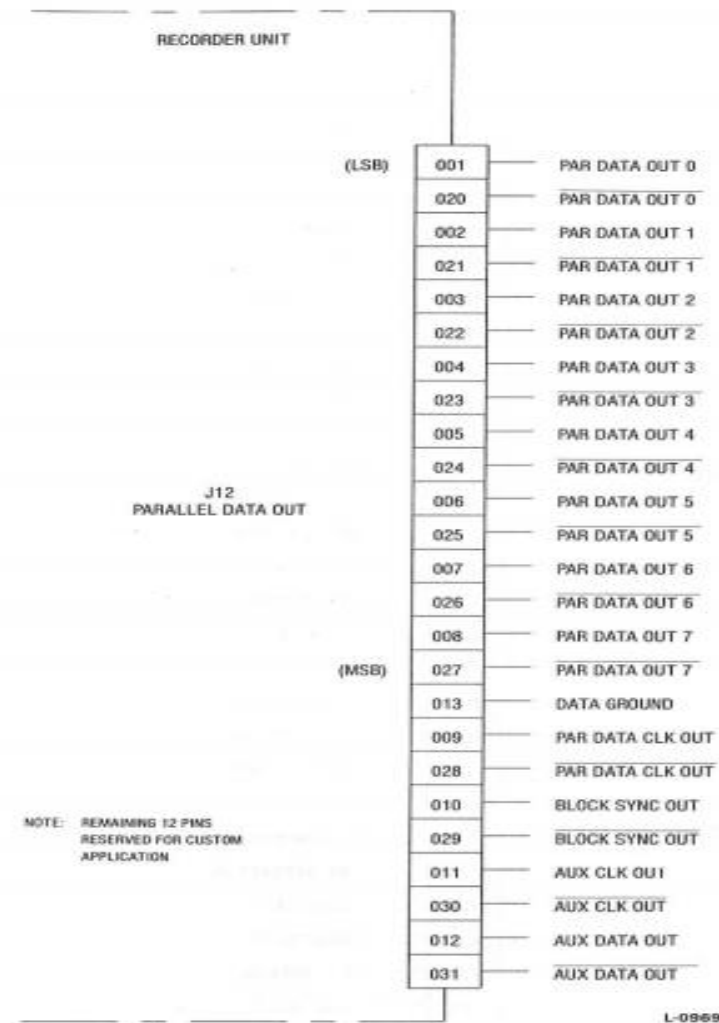 RECORDER UNIT
(LSB) 001 PAR DATA OUT 0
020 PAR DATA OUT 0
002 PAR DATA OUT 1
021 PAR DATA OUT 1
003 PAR DATA OUT 2
022 PAR DATA OUT 2
004 PAR DATA OUT 3
023 PAR DATA OUT 3
005 PAR DATA OUT 4
024 PAR DATA OUT 4
J12
PARALLEL DATA OUT
006 PAR DATA OUT 5
025 PAR DATA OUT 5
007 PAR DATA OUT 6
026 PAR DATA OUT 6
008 PAR DATA OUT 7
(MSB) 027 PAR DATA OUT 7
013 DATA GROUND
009 PAR DATA CLK OUT
028 PAR DATA CLK OUT
010 BLOCK SYNC OUT
NOTE: REMAINING 12 PINS
RESERVED FOR CUSTOM
APPLICATION
029 BLOCK SYNC OUT
011 AUX CLK OUT
030 AUX CLK OUT
012 AUX DATA OUT
031 AUX DATA OUT
L-0969